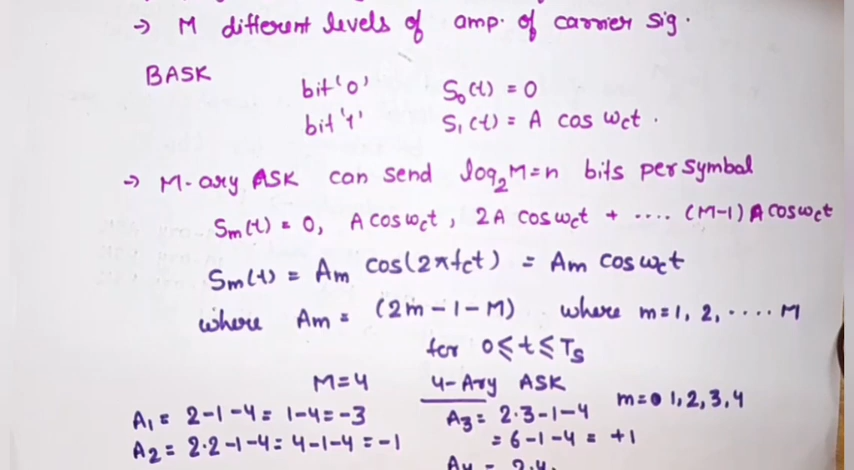 → M different levels of amp. of carrier sig.
BASK
bit '0' S₀(t) = 0
bit '1' S₁(t) = A cos ωct.
→ M-ary ASK can send log₂M=n bits per symbol
Sm(t) = 0, A cos ωct, 2A cos ωct + .... (M-1) A cos ωct
Sm(t) = Am cos(2πfct) = Am cos ωct
where Am = (2m-1-M) where m=1, 2, .... M
for 0≤t≤Ts
M=4 4-Ary ASK
m= 1,2,3,4
A₁ = 2-1-4 = 1-4 = -3 A₃ = 2·3-1-4
A₂ = 2·2-1-4 = 4-1-4 = -1 = 6-1-4 = +1
A₄ = 2·4